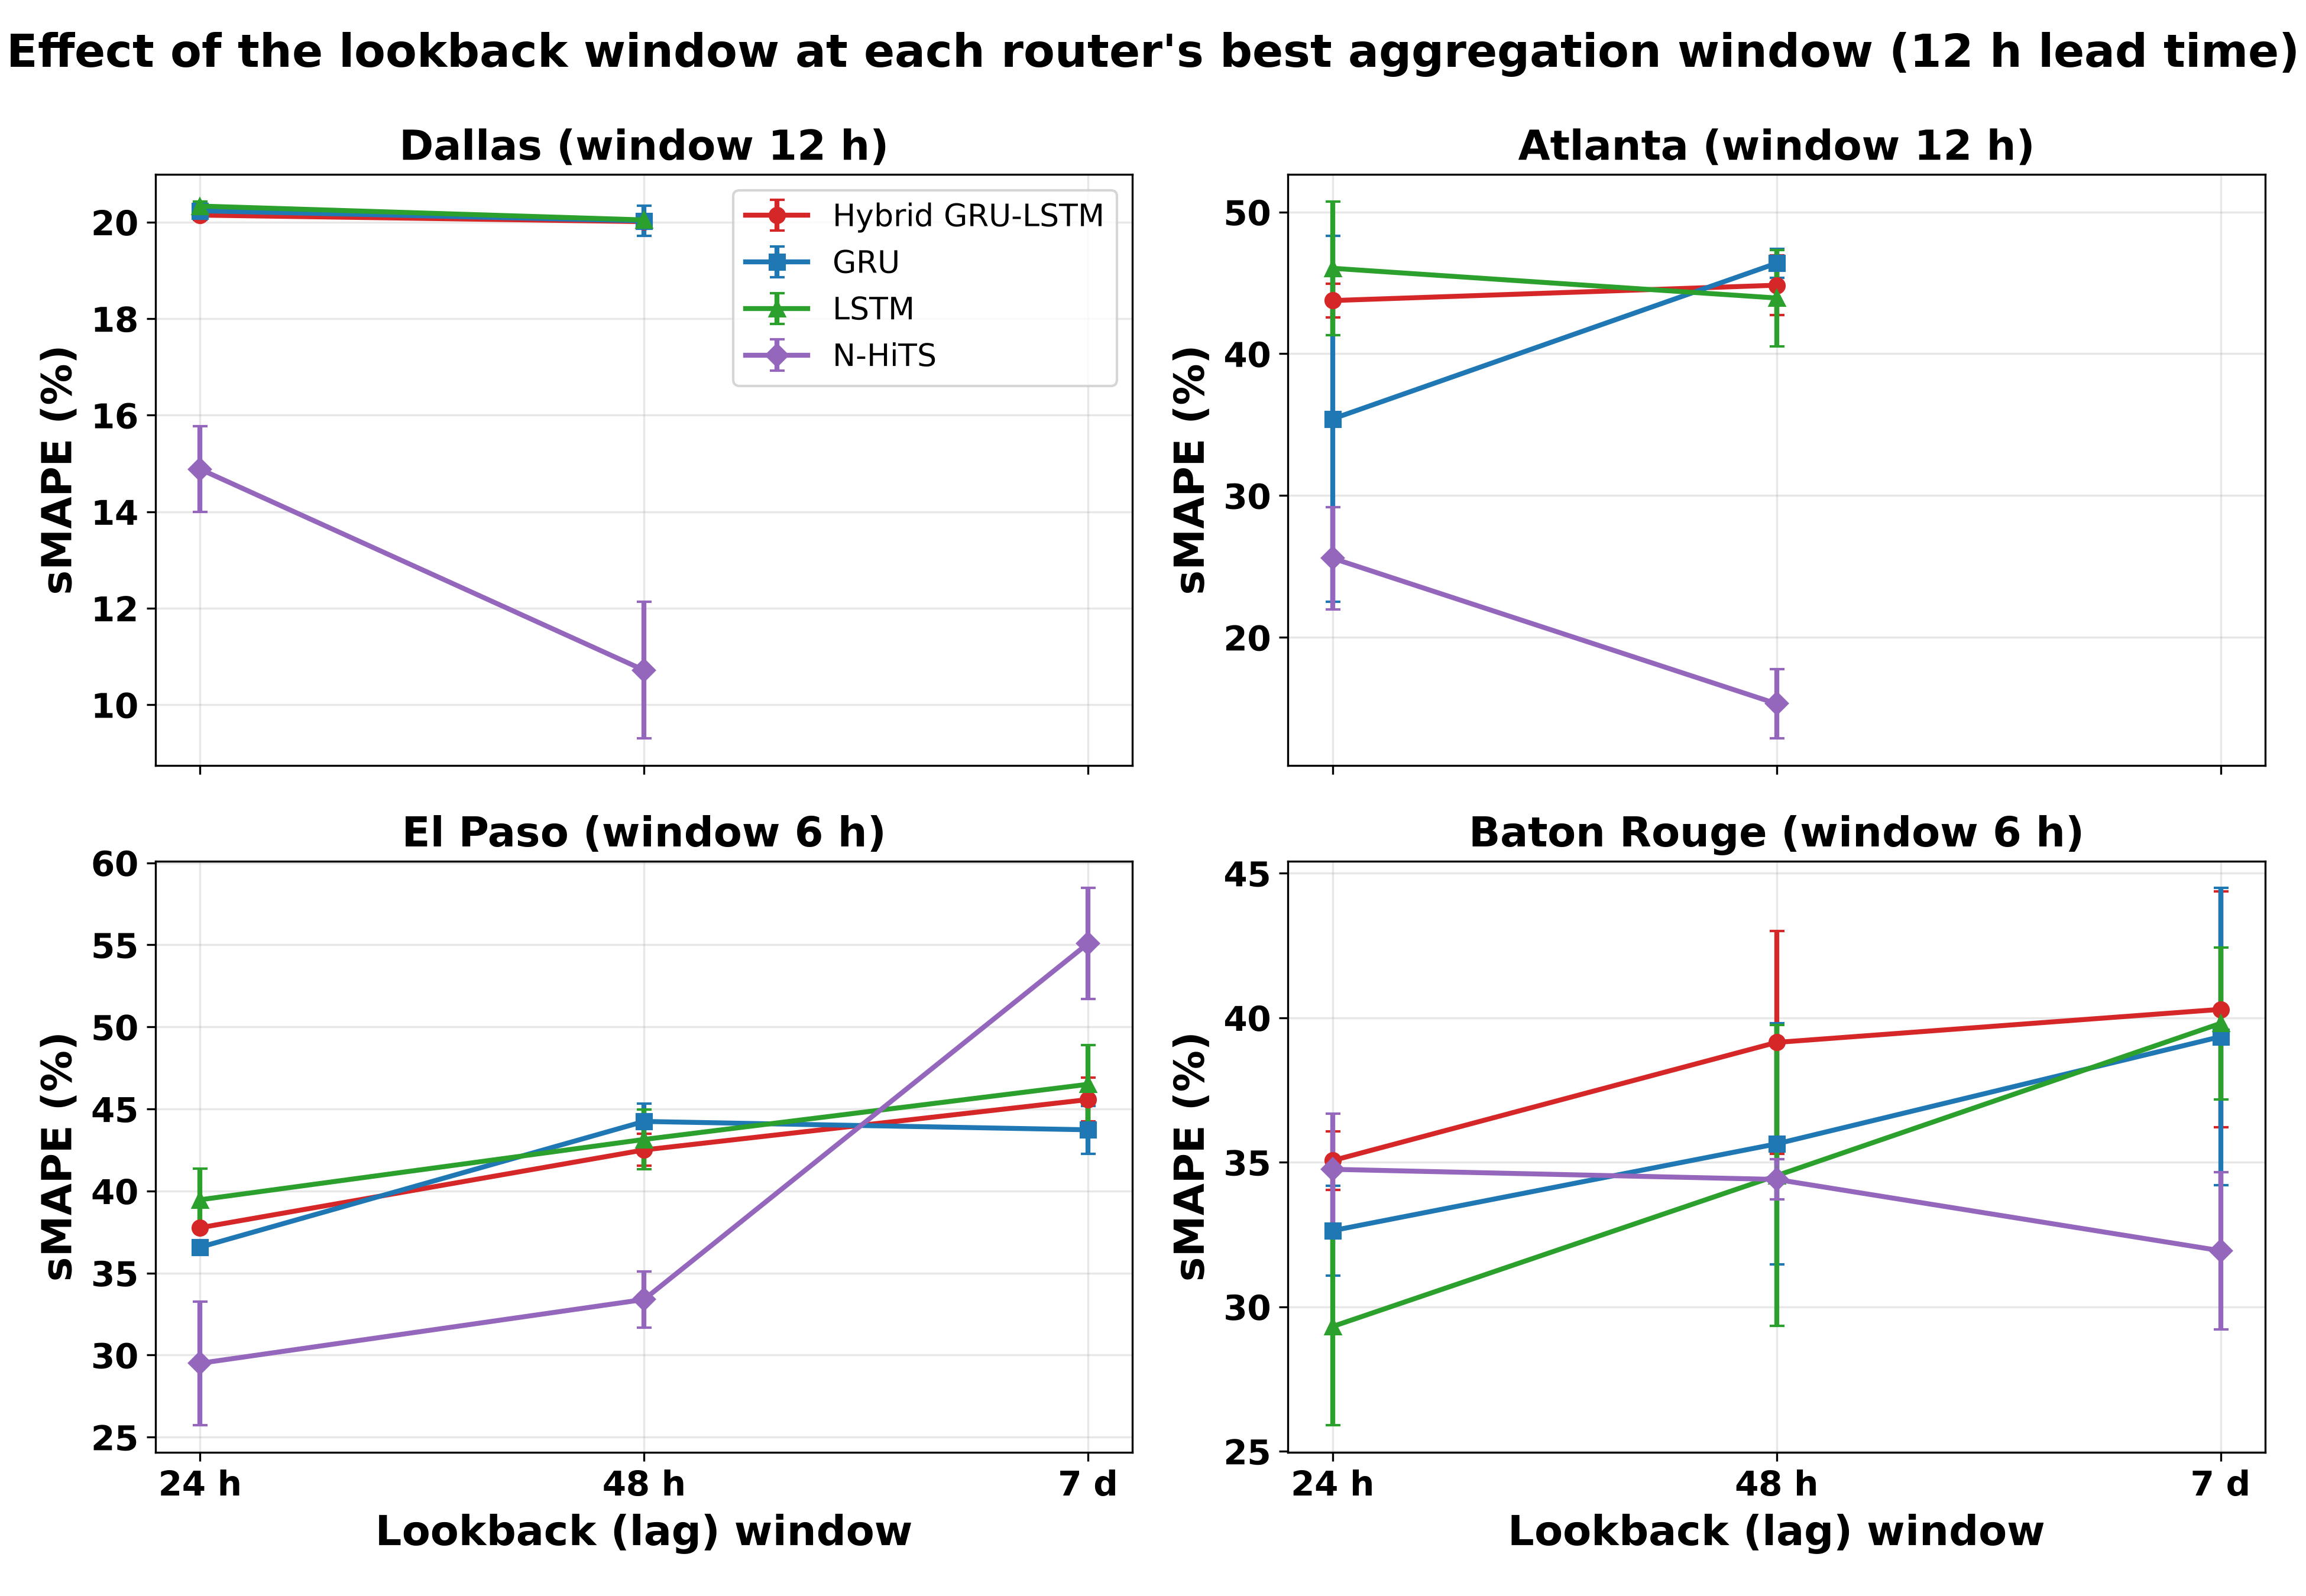 Effect of the lookback window at each router's best aggregation window (12 h lead time)
Dallas (window 12 h)
sMAPE (%)
20
18
16
14
12
10
Hybrid GRU-LSTM
GRU
LSTM
N-HiTS
Atlanta (window 12 h)
sMAPE (%)
50
40
30
20
El Paso (window 6 h)
sMAPE (%)
60
55
50
45
40
35
30
25
24 h 48 h 7 d
Lookback (lag) window
Baton Rouge (window 6 h)
sMAPE (%)
45
40
35
30
25
24 h 48 h 7 d
Lookback (lag) window